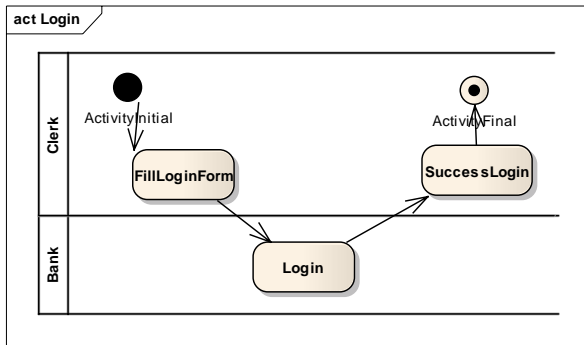 act Login
Clerk
ActivityInitial
ActivityFinal
FillLoginForm
SuccessLogin
Bank
Login